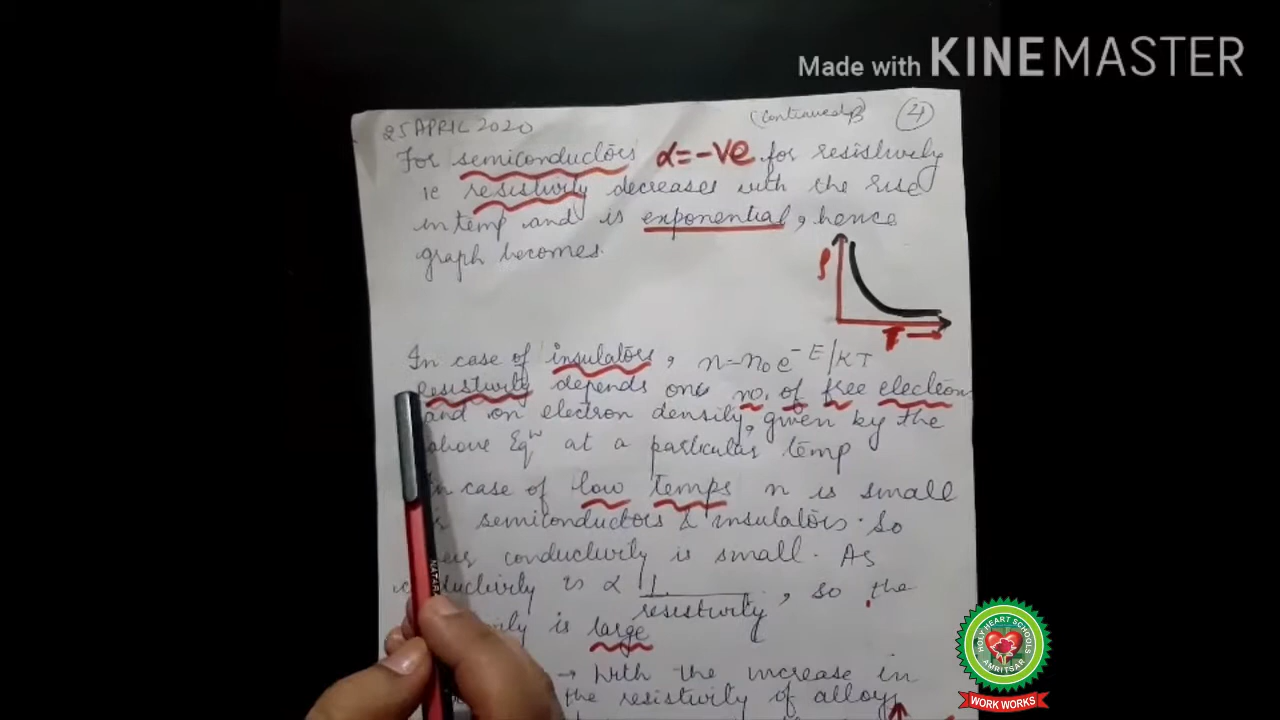 Made with KINEMASTER
25 APRIL 2020
(continued) 4
For semiconductors α=-ve for resistively
ie resistivity decreases with the rise
in temp and is exponential, hence
graph becomes.
ρ
T
In case of insulators, n=n₀e⁻E/KT
resistivity depends on no. of free electrons
and on electron density, given by the
above Eqⁿ at a particular temp
In case of low temps n is small
semiconductors & insulators. So
conductivity is small. As
conductivity is α 1/resistivity, so the
is large
→ With the increase in
the resistivity of alloy
HOLY HEART SCHOOLS
AMRITSAR
WORK WORKS
NATAR